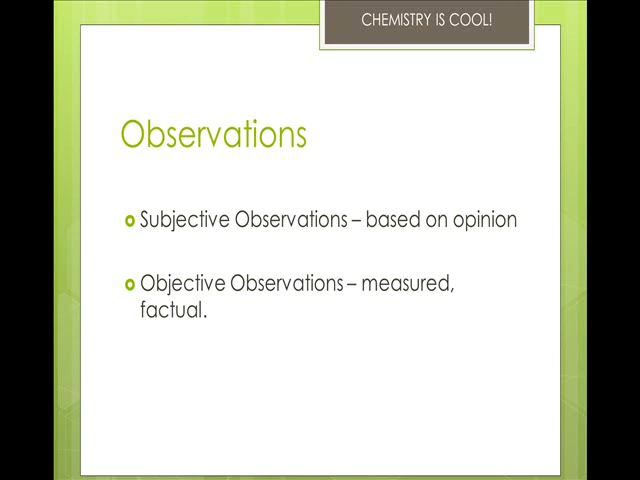 CHEMISTRY IS COOL!
Observations
Subjective Observations – based on opinion
Objective Observations – measured,
factual.